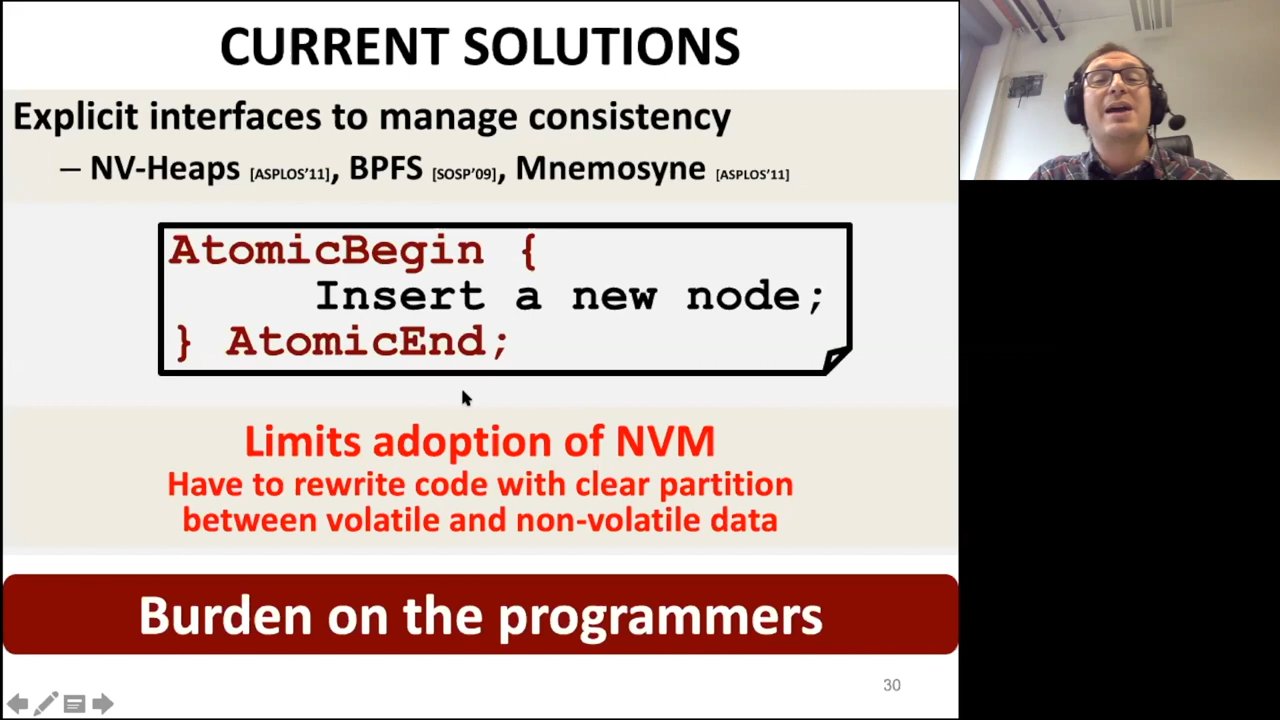 CURRENT SOLUTIONS
Explicit interfaces to manage consistency
– NV-Heaps [ASPLOS’11], BPFS [SOSP’09], Mnemosyne [ASPLOS’11]
AtomicBegin {
Insert a new node;
} AtomicEnd;
Limits adoption of NVM
Have to rewrite code with clear partition
between volatile and non-volatile data
Burden on the programmers
30